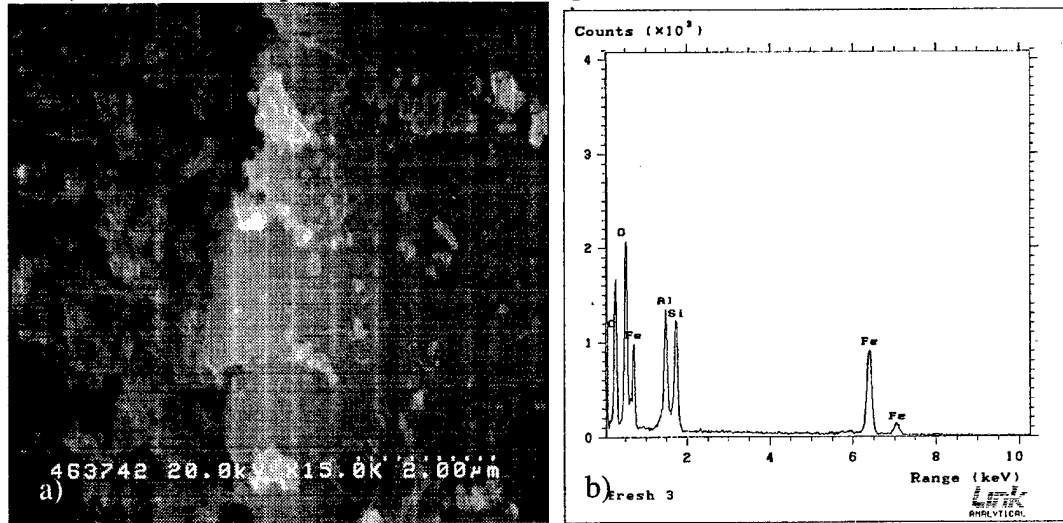 463742 20.0kV X15.0K 2.00µm
a)
Counts (×10³)
4
3
2
1
0
C
O
Fe
Al
Si
Fe
Fe
2 4 6 8 10
Range (keV)
b)
Fresh 3
Link
ANALYTICAL